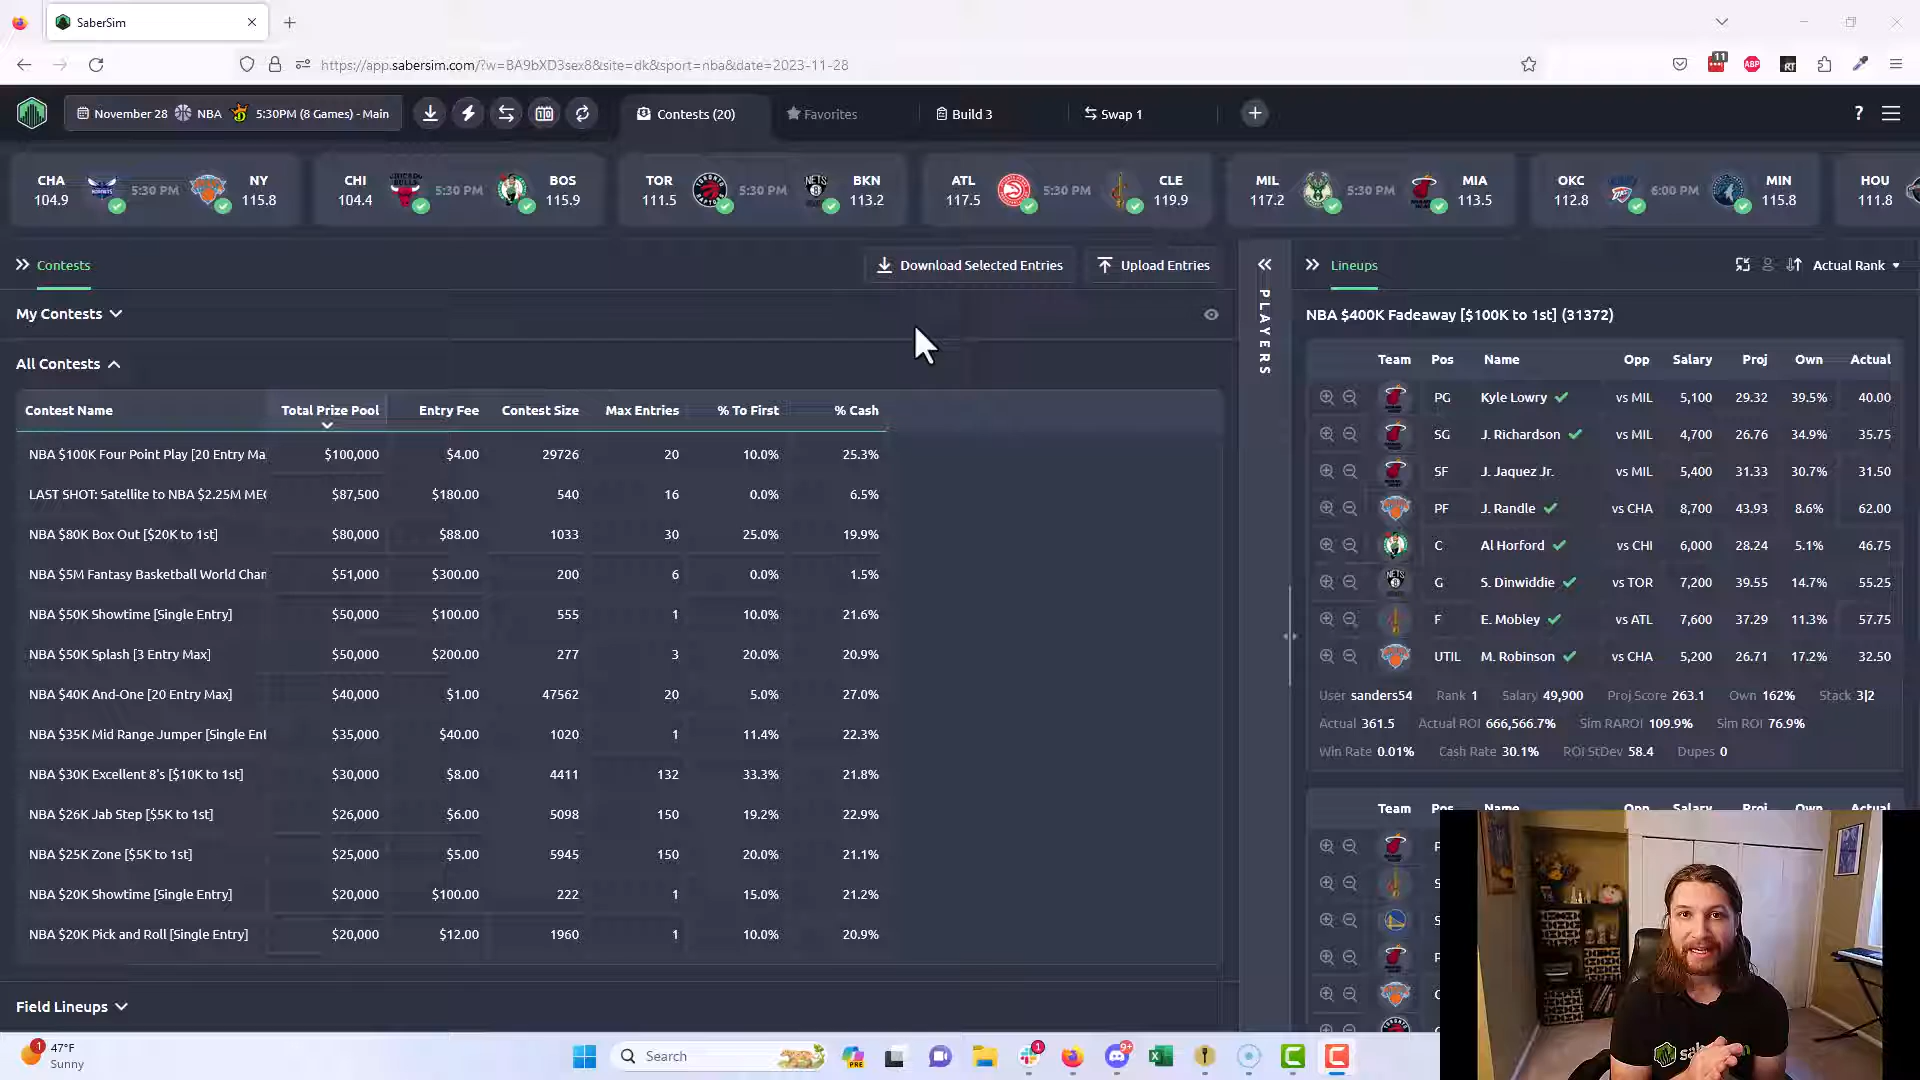 SaberSim
https://app.sabersim.com/?w=BA9bXD3sex8&site=dk&sport=nba&date=2023-11-28
11
ABP
RT
November 28 NBA 5:30PM (8 Games) - Main
Contests (20)
Favorites
Build 3
Swap 1
?
CHA 104.9 5:30 PM NY 115.8
CHI 104.4 5:30 PM BOS 115.9
TOR 111.5 5:30 PM BKN 113.2
ATL 117.5 5:30 PM CLE 119.9
MIL 117.2 5:30 PM MIA 113.5
OKC 112.8 6:00 PM MIN 115.8
HOU 111.8
Contests
Download Selected Entries
Upload Entries
My Contests
All Contests
Contest Name Total Prize Pool Entry Fee Contest Size Max Entries % To First % Cash
NBA $100K Four Point Play [20 Entry Ma $100,000 $4.00 29726 20 10.0% 25.3%
LAST SHOT: Satellite to NBA $2.25M MEG $87,500 $180.00 540 16 0.0% 6.5%
NBA $80K Box Out [$20K to 1st] $80,000 $88.00 1033 30 25.0% 19.9%
NBA $5M Fantasy Basketball World Chan $51,000 $300.00 200 6 0.0% 1.5%
NBA $50K Showtime [Single Entry] $50,000 $100.00 555 1 10.0% 21.6%
NBA $50K Splash [3 Entry Max] $50,000 $200.00 277 3 20.0% 20.9%
NBA $40K And-One [20 Entry Max] $40,000 $1.00 47562 20 5.0% 27.0%
NBA $35K Mid Range Jumper [Single Ent $35,000 $40.00 1020 1 11.4% 22.3%
NBA $30K Excellent 8's [$10K to 1st] $30,000 $8.00 4411 132 33.3% 21.8%
NBA $26K Jab Step [$5K to 1st] $26,000 $6.00 5098 150 19.2% 22.9%
NBA $25K Zone [$5K to 1st] $25,000 $5.00 5945 150 20.0% 21.1%
NBA $20K Showtime [Single Entry] $20,000 $100.00 222 1 15.0% 21.2%
NBA $20K Pick and Roll [Single Entry] $20,000 $12.00 1960 1 10.0% 20.9%
Field Lineups
PLAYERS
Lineups
Actual Rank
NBA $400K Fadeaway [$100K to 1st] (31372)
Team Pos Name Opp Salary Proj Own Actual
PG Kyle Lowry vs MIL 5,100 29.32 39.5% 40.00
SG J. Richardson vs MIL 4,700 26.76 34.9% 35.75
SF J. Jaquez Jr. vs MIL 5,400 31.33 30.7% 31.50
PF J. Randle vs CHA 8,700 43.93 8.6% 62.00
C Al Horford vs CHI 6,000 28.24 5.1% 46.75
G S. Dinwiddie vs TOR 7,200 39.55 14.7% 55.25
F E. Mobley vs ATL 7,600 37.29 11.3% 57.75
UTIL M. Robinson vs CHA 5,200 26.71 17.2% 32.50
User sanders54 Rank 1 Salary 49,900 Proj Score 263.1 Own 162% Stack 3|2
Actual 361.5 Actual ROI 666,566.7% Sim RAROI 109.9% Sim ROI 76.9%
Win Rate 0.01% Cash Rate 30.1% ROI StDev 58.4 Dupes 0
Team Pos Name Opp Salary Proj Own Actual
1
47°F
Sunny
Search
PRE
1
9+